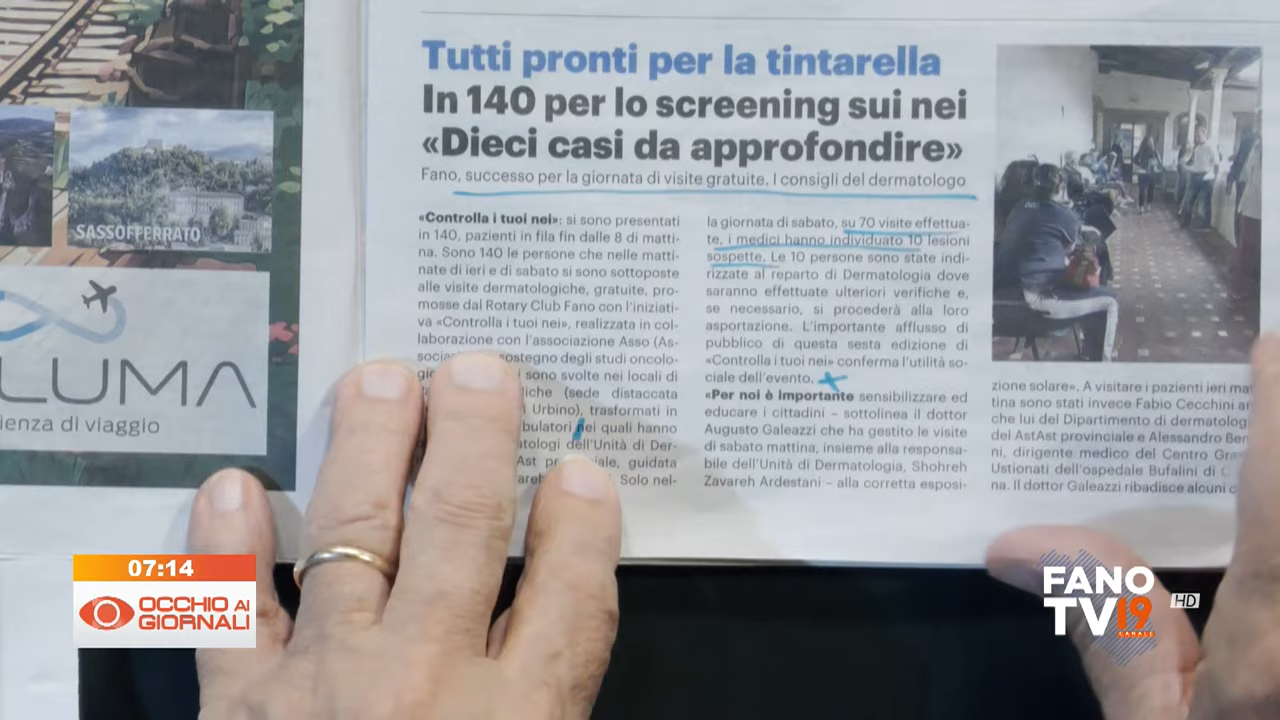 Tutti pronti per la tintarella
In 140 per lo screening sui nei
«Dieci casi da approfondire»
Fano, successo per la giornata di visite gratuite. I consigli del dermatologo
«Controlla i tuoi nei»: si sono presentati
in 140, pazienti in fila fin dalle 8 di matti-
na. Sono 140 le persone che nelle matti-
nate di ieri e di sabato si sono sottoposte
alle visite dermatologiche, gratuite, pro-
mosse dal Rotary Club Fano con l'iniziati-
va «Controlla i tuoi nei», realizzata in col-
laborazione con l'associazione Asso (As-
sostegno degli studi oncolo-
sono svolte nei locali di
(sede distaccata
Urbino), trasformati in
nei quali hanno
dell'Unità di Der-
guidata
Solo nel-
la giornata di sabato, su 70 visite effettua-
te, i medici hanno individuato 10 lesioni
sospette. Le 10 persone sono state indi-
rizzate al reparto di Dermatologia dove
saranno effettuate ulteriori verifiche e,
se necessario, si procederà alla loro
asportazione. L'importante afflusso di
pubblico di questa sesta edizione di
«Controlla i tuoi nei» conferma l'utilità so-
ciale dell'evento.
«Per noi è importante sensibilizzare ed
educare i cittadini – sottolinea il dottor
Augusto Galeazzi che ha gestito le visite
di sabato mattina, insieme alla responsa-
bile dell'Unità di Dermatologia, Shohreh
Zavareh Ardestani – alla corretta esposi-
zione solare». A visitare i pazienti ieri mat
tina sono stati invece Fabio Cecchini
che lui del Dipartimento di dermatolog
del AstAst provinciale e Alessandro
ni, dirigente medico del Centro
Ustionati dell'ospedale Bufalini di
na. Il dottor Galeazzi ribadisce alcuni
SASSOFERRATO
LUMA
ienza di viaggio
07:14
OCCHIO AI
GIORNALI
FANO
TV19
CANALE
HD